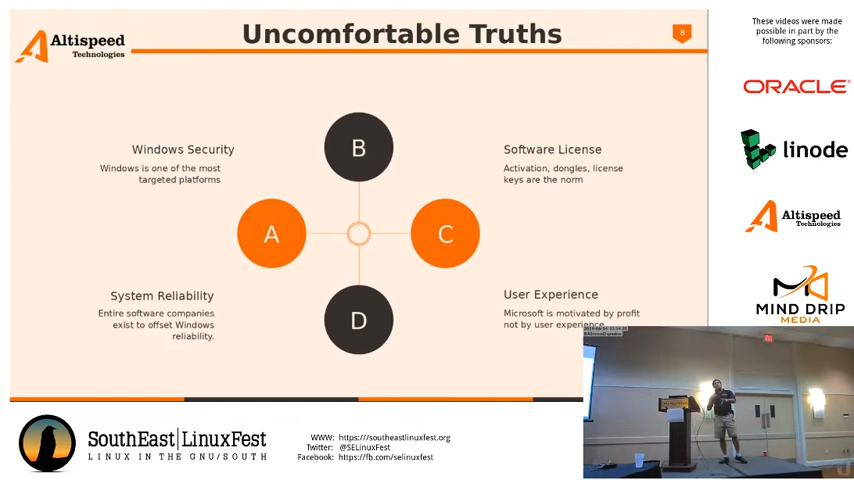 Altispeed
Technologies
Uncomfortable Truths
8
Windows Security
Windows is one of the most
targeted platforms
B
Software License
Activation, dongles, license
keys are the norm
A
C
System Reliability
Entire software companies
exist to offset Windows
reliability.
D
User Experience
Microsoft is motivated by profit
not by user experience
These videos were made
possible in part by the
following sponsors:
ORACLE
linode
Altispeed
Technologies
MIND DRIP
MEDIA
SouthEast|LinuxFest
LINUX IN THE GNU/SOUTH
WWW: https:///southeastlinuxfest.org
Twitter: @SELinuxFest
Facebook: https://fb.com/selinuxfest